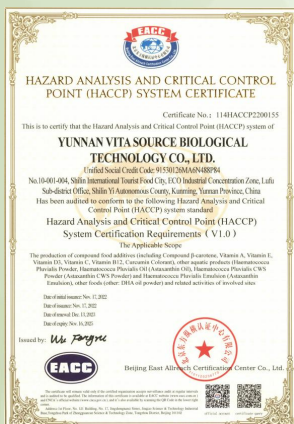 EACC
HAZARD ANALYSIS AND CRITICAL CONTROL
POINT (HACCP) SYSTEM CERTIFICATE
Certificate No.: 114HACCP2200155
This is to certify that the Hazard Analysis and Critical Control Point (HACCP) system of
YUNNAN VITA SOURCE BIOLOGICAL
TECHNOLOGY CO., LTD.
Unified Social Credit Code: 91530126MA6N488P84
No.10-001-004, Shilin International Tourist Food City, ECO Industrial Concentration Zone, Lufu
Sub-district Office, Shilin Yi Autonomous County, Kunming, Yunnan Province, China
Has been audited to conform to the following Hazard Analysis and Critical
Control Point (HACCP) system standard
Hazard Analysis and Critical Control Point (HACCP)
System Certification Requirements (V1.0)
The Applicable Scope
The production of compound food additives (including Compound β-carotene, Vitamin A, Vitamin E,
Vitamin D3, Vitamin C, Vitamin B12, Curcumin Colorant), other aquatic products (Haematococcus
Pluvialis Powder, Haematococcus Pluvialis Oil (Astaxanthin Oil), Haematococcus Pluvialis CWS
Powder (Astaxanthin CWS Powder) and Haematococcus Pluvialis Emulsion (Astaxanthin
Emulsion), other foods (other: DHA oil powder) and related activities of involved sites
Date of initial issuance: Nov. 17, 2022
Date of issuance: Nov. 17, 2022
Date of renewal: Dec. 13, 2023
Date of expiry: Nov. 16, 2025
Issued by:
EACC
Beijing East Allreach Certification Center Co., Ltd.